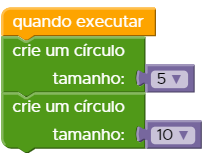 quando executar
crie um círculo
tamanho: 5
crie um círculo
tamanho: 10